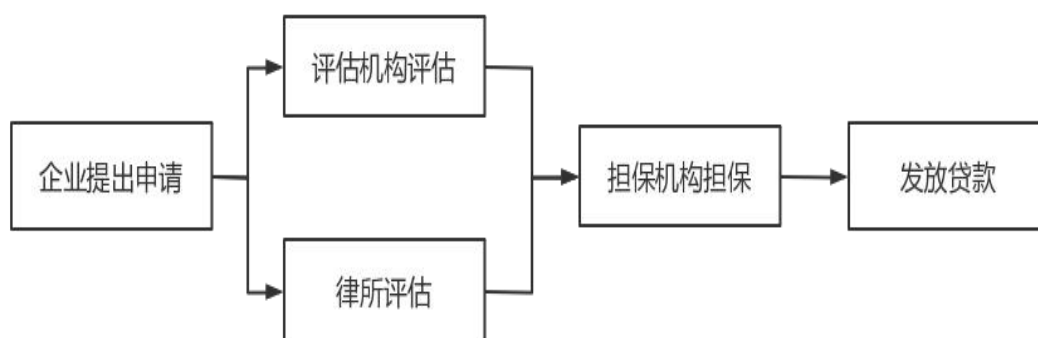 企业提出申请
评估机构评估
律所评估
担保机构担保
发放贷款